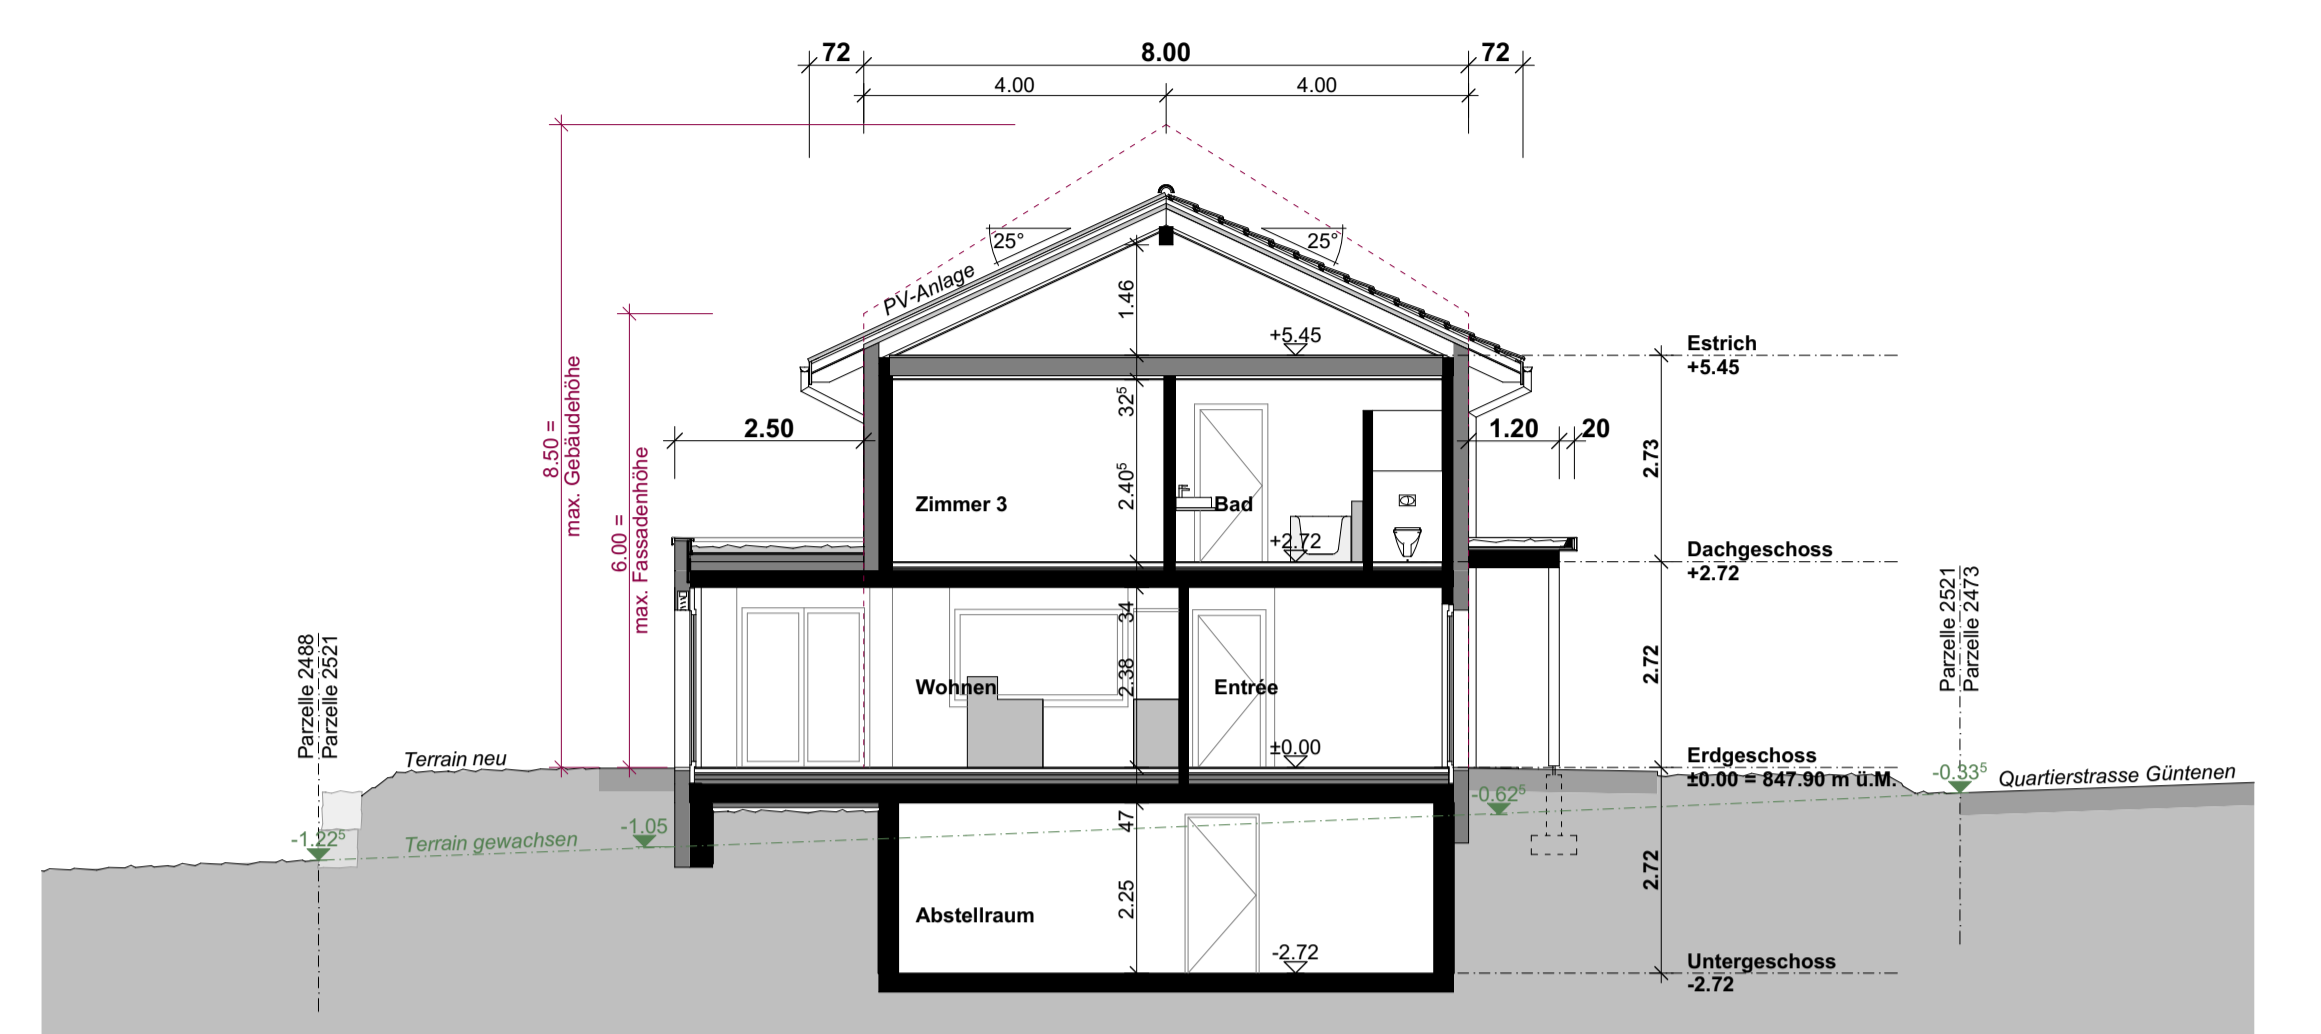 72
8.00
72
4.00
4.00
25°
25°
PV-Anlage
1.46
+5.45
Estrich
+5.45
8.50 =
max. Gebäudehöhe
6.00 =
max. Fassadenhöhe
2.50
32⁵
1.20
20
2.73
Zimmer 3
2.40⁵
Bad
+2.72
Dachgeschoss
+2.72
Parzelle 2488
Parzelle 2521
34
2.38
Wohnen
Entrée
2.72
Parzelle 2521
Parzelle 2473
Terrain neu
±0.00
Erdgeschoss
±0.00 = 847.90 m ü.M.
-0.33⁵
Quartierstrasse Güntenen
-1.22⁵
Terrain gewachsen
-1.05
-0.62⁵
47
2.25
2.72
Abstellraum
-2.72
Untergeschoss
-2.72